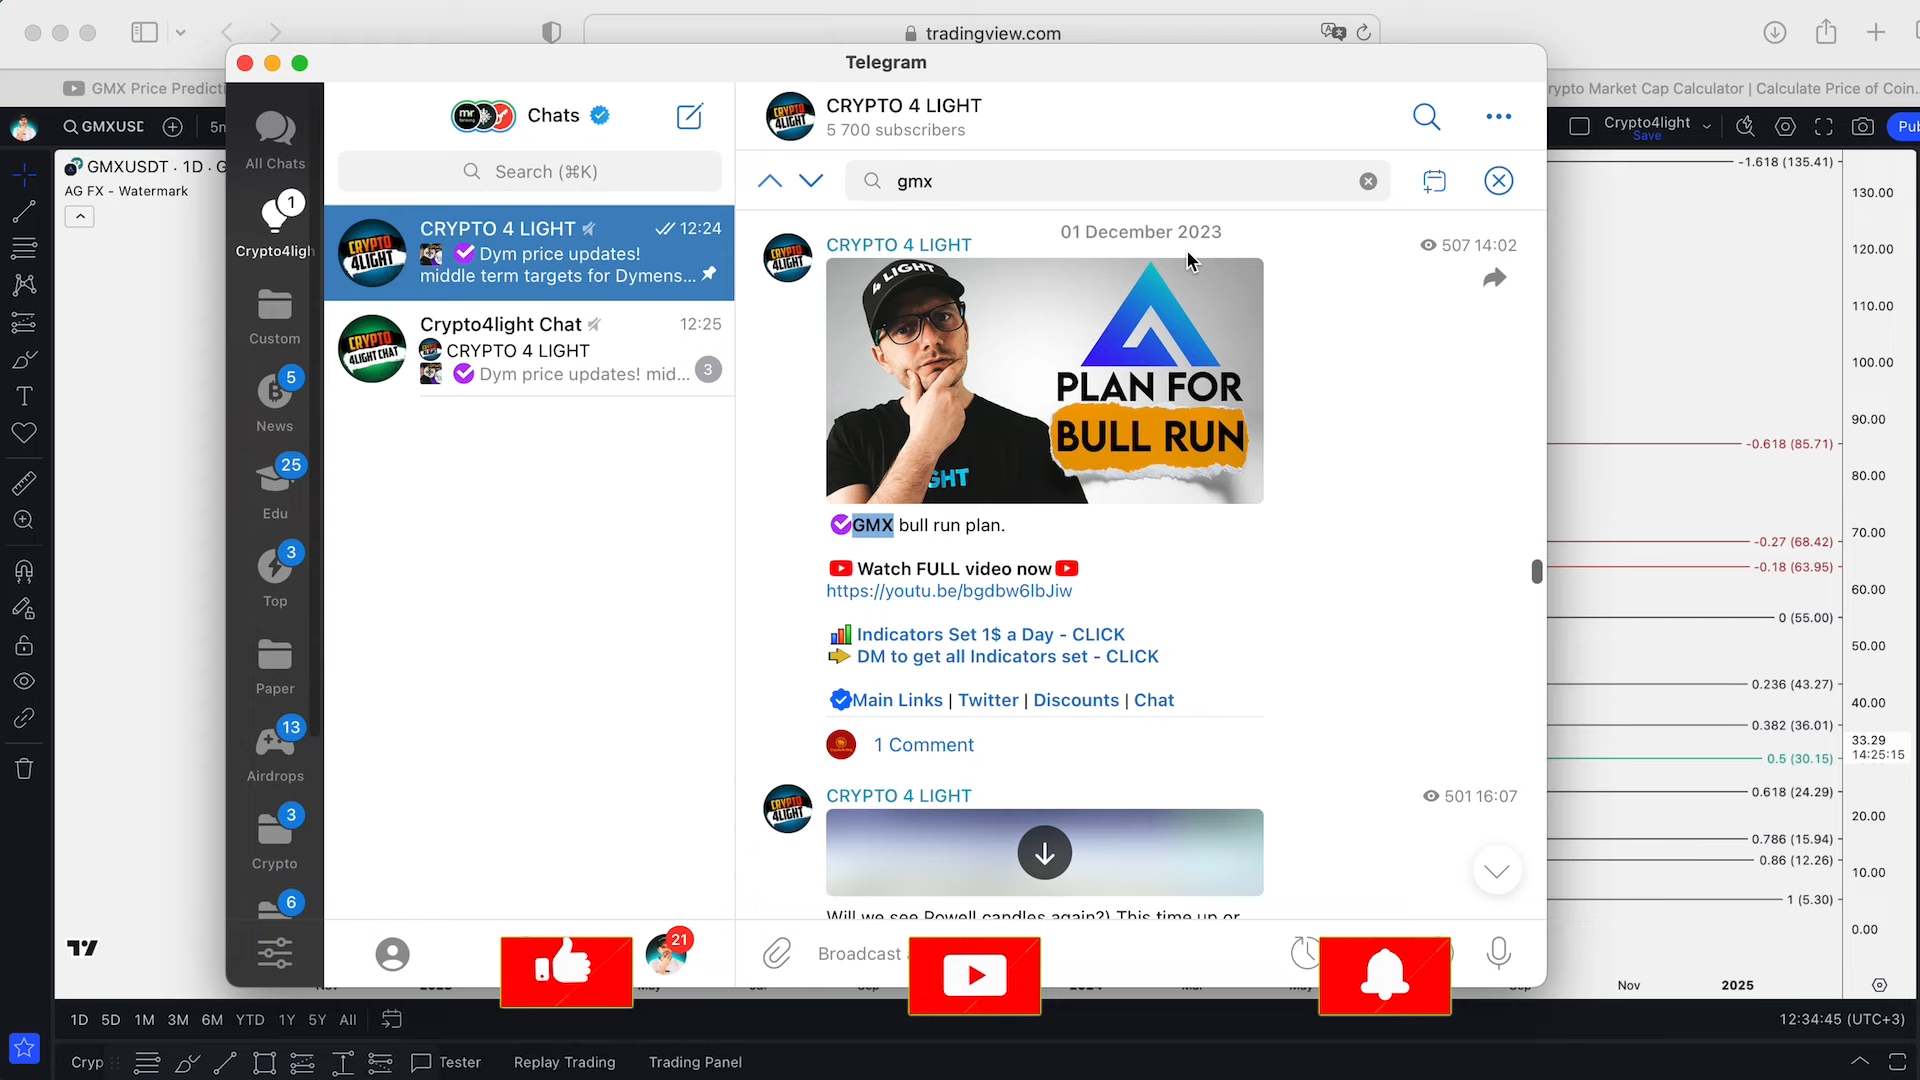 tradingview.com
GMX Price Predicti
rypto Market Cap Calculator | Calculate Price of Coin.
Telegram
GMXUSD
5m
Crypto4light
Save
Pub
GMXUSDT · 1D · G
AG FX - Watermark
All Chats
1
Crypto4ligh
Custom
5
News
25
Edu
3
Top
Paper
13
Airdrops
3
Crypto
6
Chats
Search (⌘K)
CRYPTO 4 LIGHT
12:24
Dym price updates!
middle term targets for Dymens...
Crypto4light Chat
12:25
CRYPTO 4 LIGHT
Dym price updates! mid...
3
21
CRYPTO 4 LIGHT
5 700 subscribers
gmx
01 December 2023
CRYPTO 4 LIGHT
507 14:02
LIGHT
PLAN FOR
BULL RUN
GHT
GMX bull run plan.
Watch FULL video now
https://youtu.be/bgdbw6lbJiw
Indicators Set 1$ a Day - CLICK
DM to get all Indicators set - CLICK
Main Links | Twitter | Discounts | Chat
1 Comment
CRYPTO 4 LIGHT
501 16:07
Will we see Powell candles again?) This time up or
Broadcast
-1.618 (135.41)
-0.618 (85.71)
-0.27 (68.42)
-0.18 (63.95)
0 (55.00)
0.236 (43.27)
0.382 (36.01)
0.5 (30.15)
0.618 (24.29)
0.786 (15.94)
0.86 (12.26)
1 (5.30)
130.00
120.00
110.00
100.00
90.00
80.00
70.00
60.00
50.00
40.00
33.29
14:25:15
20.00
10.00
0.00
Nov
2025
1D 5D 1M 3M 6M YTD 1Y 5Y All
12:34:45 (UTC+3)
Cryp
Tester
Replay Trading
Trading Panel